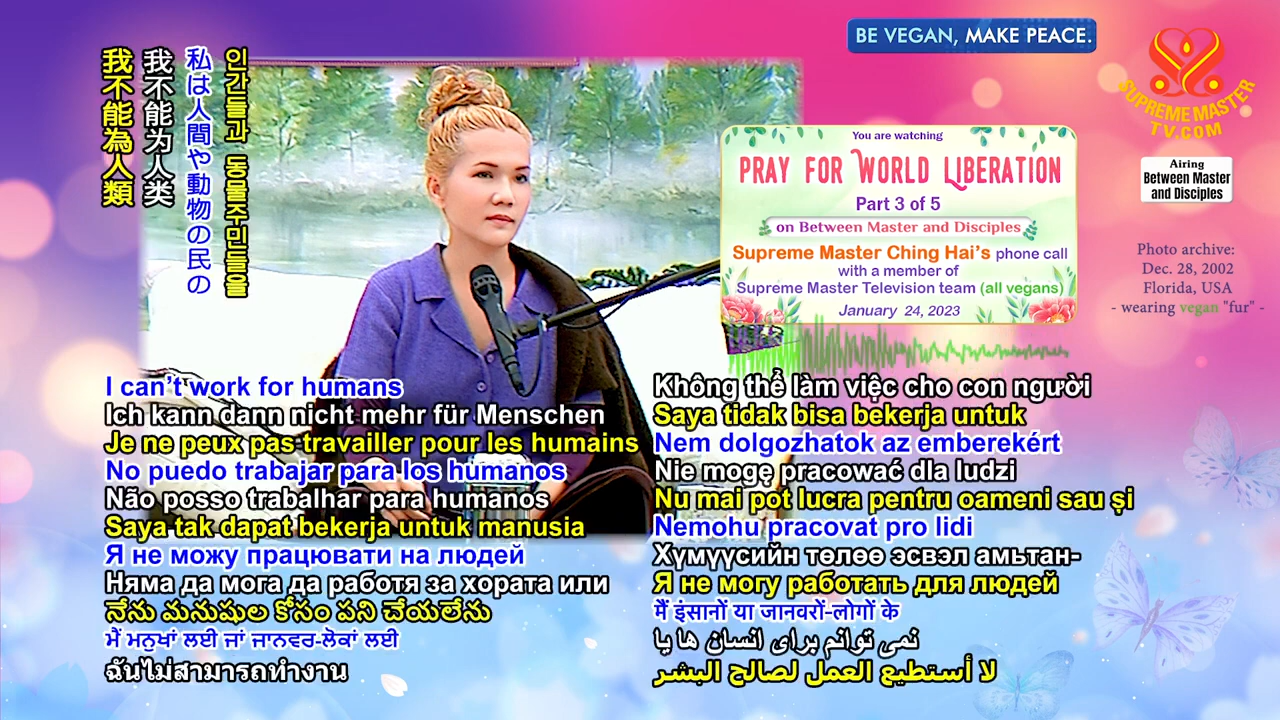 BE VEGAN, MAKE PEACE.
SUPREME MASTER
TV.COM
Airing
Between Master
and Disciples
Photo archive:
Dec. 28, 2002
Florida, USA
- wearing vegan "fur" -
You are watching
PRAY FOR WORLD LIBERATION
Part 3 of 5
on Between Master and Disciples
Supreme Master Ching Hai's phone call
with a member of
Supreme Master Television team (all vegans)
January 24, 2023
我不能為人類
我不能为人类
私は人間や動物の民の
인간들과 동물주민들을
I can't work for humans
Ich kann dann nicht mehr für Menschen
Je ne peux pas travailler pour les humains
No puedo trabajar para los humanos
Não posso trabalhar para humanos
Saya tak dapat bekerja untuk manusia
Я не можу працювати на людей
Няма да мога да работя за хората или
నేను మనుషుల కోసం పని చేయలేను
ਮੈਂ ਮਨੁਖਾਂ ਲਈ ਜਾਂ ਜਾਨਵਰ-ਲੋਕਾਂ ਲਈ
ฉันไม่สามารถทำงาน
Không thể làm việc cho con người
Saya tidak bisa bekerja untuk
Nem dolgozhatok az emberekért
Nie mogę pracować dla ludzi
Nu mai pot lucra pentru oameni sau și
Nemohu pracovat pro lidi
Хүмүүсийн төлөө эсвэл амьтан-
Я не могу работать для людей
मैं इंसानों या जानवरों-लोगों के
نمی توانم برای انسان ها یا
لا أستطيع العمل لصالح البشر